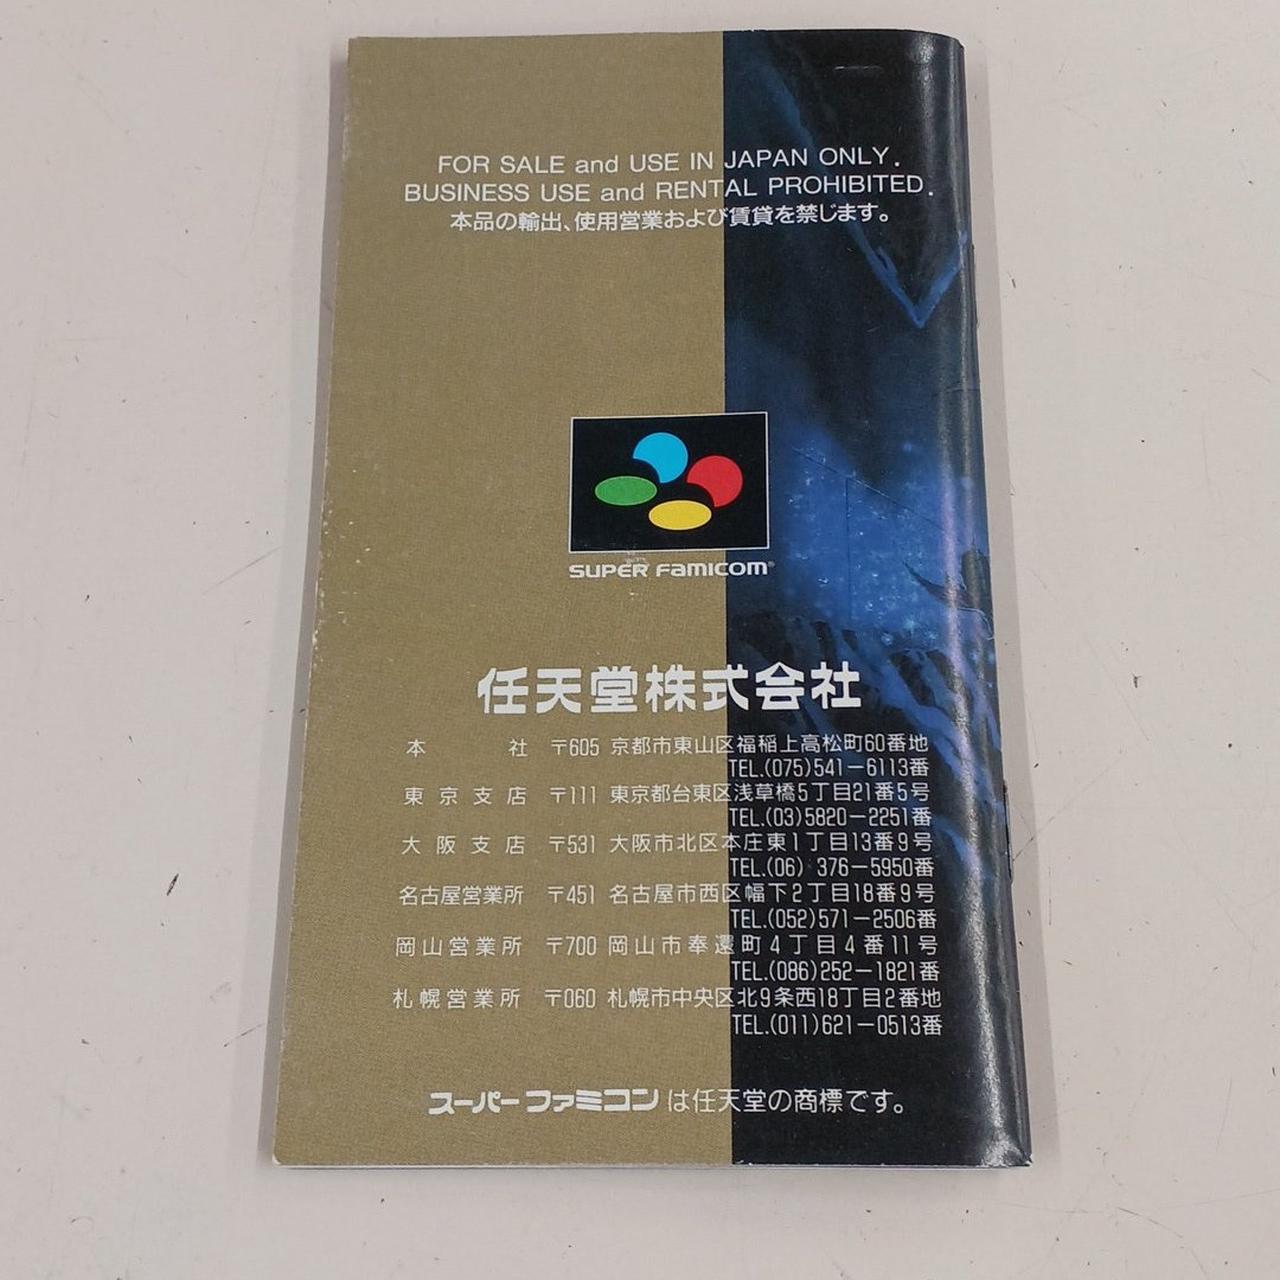 FOR SALE and USE IN JAPAN ONLY.
BUSINESS USE and RENTAL PROHIBITED.
本品の輸出、使用営業および賃貸を禁じます。
SUPER FAMICOM®
任天堂株式会社
本 社 〒605 京都市東山区福稲上高松町60番地
TEL.(075)541－6113番
東京支店 〒111 東京都台東区浅草橋5丁目21番5号
TEL.(03)5820－2251番
大阪支店 〒531 大阪市北区本庄東1丁目13番9号
TEL.(06) 376－5950番
名古屋営業所 〒451 名古屋市西区幅下2丁目18番9号
TEL.(052)571－2506番
岡山営業所 〒700 岡山市奉還町4丁目4番11号
TEL.(086)252－1821番
札幌営業所 〒060 札幌市中央区北9条西18丁目2番地
TEL.(011)621－0513番
スーパーファミコンは任天堂の商標です。